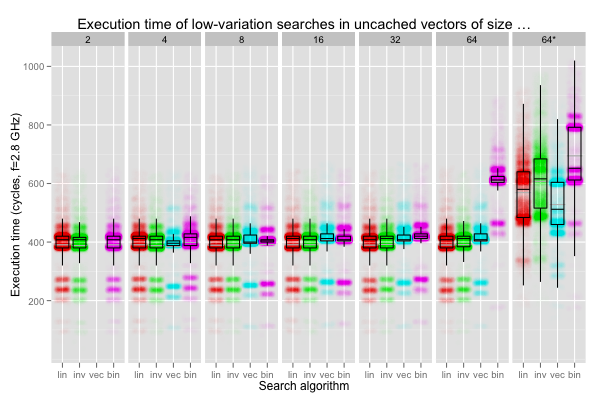 Execution time of low-variation searches in uncached vectors of size …
2 4 8 16 32 64 64*
Execution time (cycles; f=2.8 GHz)
1000
800
600
400
200
lin inv vec bin lin inv vec bin lin inv vec bin lin inv vec bin lin inv vec bin lin inv vec bin lin inv vec bin
Search algorithm